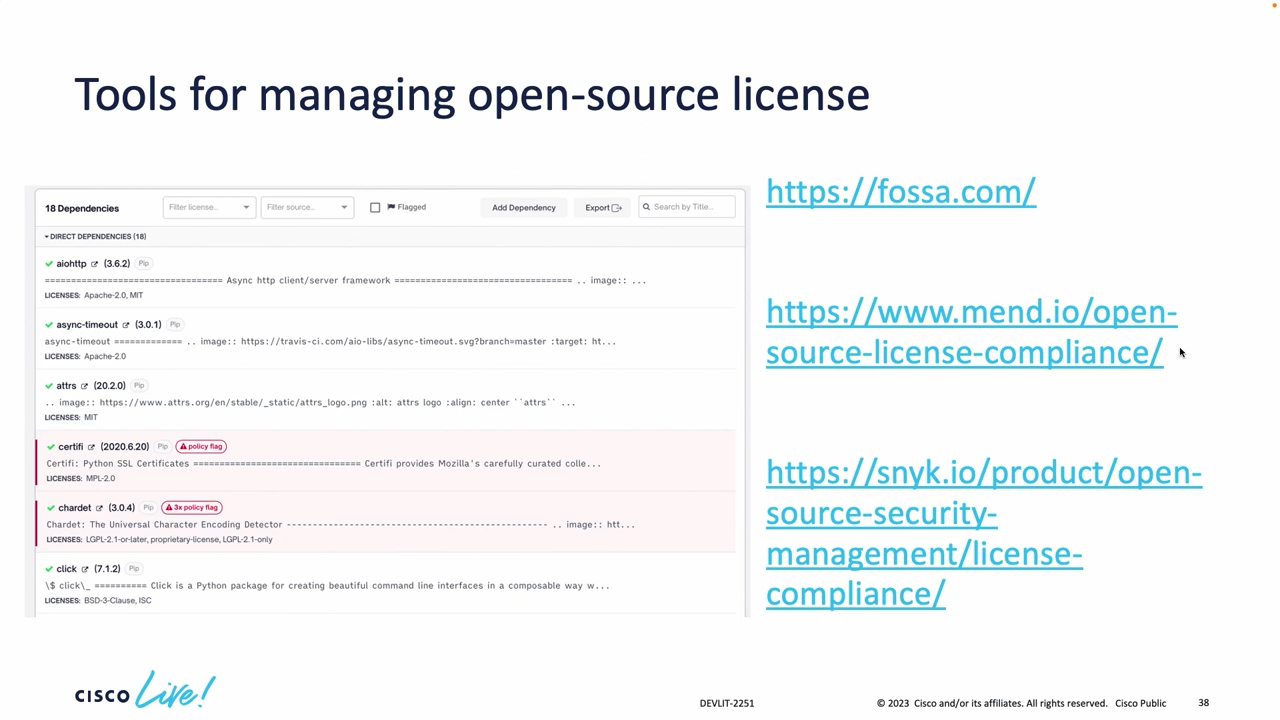 Tools for managing open-source license
18 Dependencies
Filter license...
Filter source...
Flagged
Add Dependency
Export
Search by Title...
DIRECT DEPENDENCIES (18)
aiohttp (3.6.2) Pip
================================ Async http client/server framework ================================ .. image:: ...
LICENSES: Apache-2.0, MIT
async-timeout (3.0.1) Pip
async-timeout ============= .. image:: https://travis-ci.com/aio-libs/async-timeout.svg?branch=master :target: ht...
LICENSES: Apache-2.0
attrs (20.2.0) Pip
.. image:: https://www.attrs.org/en/stable/_static/attrs_logo.png :alt: attrs logo :align: center ``attrs`` ...
LICENSES: MIT
certifi (2020.6.20) Pip policy flag
Certifi: Python SSL Certificates =============================== Certifi provides Mozilla's carefully curated colle...
LICENSES: MPL-2.0
chardet (3.0.4) Pip 3x policy flag
Chardet: The Universal Character Encoding Detector -------------------------------------------------- .. image:: htt...
LICENSES: LGPL-2.1-or-later, proprietary-license, LGPL-2.1-only
click (7.1.2) Pip
\$ click\_ ========== Click is a Python package for creating beautiful command line interfaces in a composable way w...
LICENSES: BSD-3-Clause, ISC
https://fossa.com/
https://www.mend.io/open-
source-license-compliance/
https://snyk.io/product/open-
source-security-
management/license-
compliance/
CISCO Live!
DEVLIT-2251
© 2023 Cisco and/or its affiliates. All rights reserved. Cisco Public
38